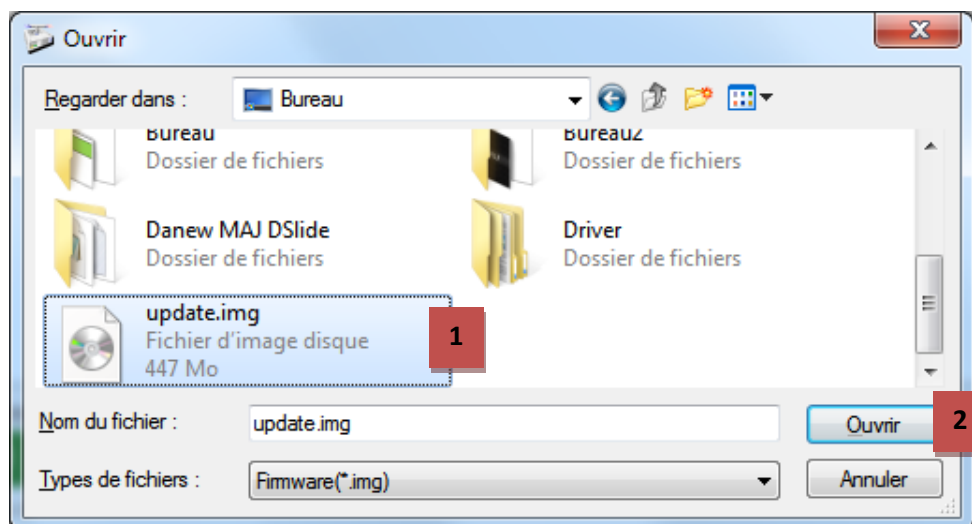 Ouvrir
Regarder dans :
Bureau
Bureau
Dossier de fichiers
Bureau2
Dossier de fichiers
Danew MAJ DSlide
Dossier de fichiers
Driver
Dossier de fichiers
update.img
Fichier d'image disque
447 Mo
1
Nom du fichier :
update.img
Ouvrir
2
Types de fichiers :
Firmware(*.img)
Annuler